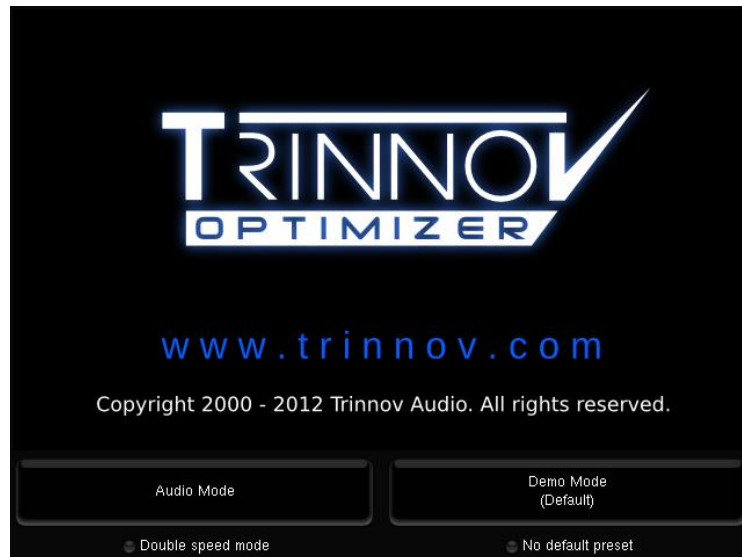 TRINNOV
OPTIMIZER
www.trinnov.com
Copyright 2000 - 2012 Trinnov Audio. All rights reserved.
Audio Mode
Demo Mode
(Default)
Double speed mode
No default preset